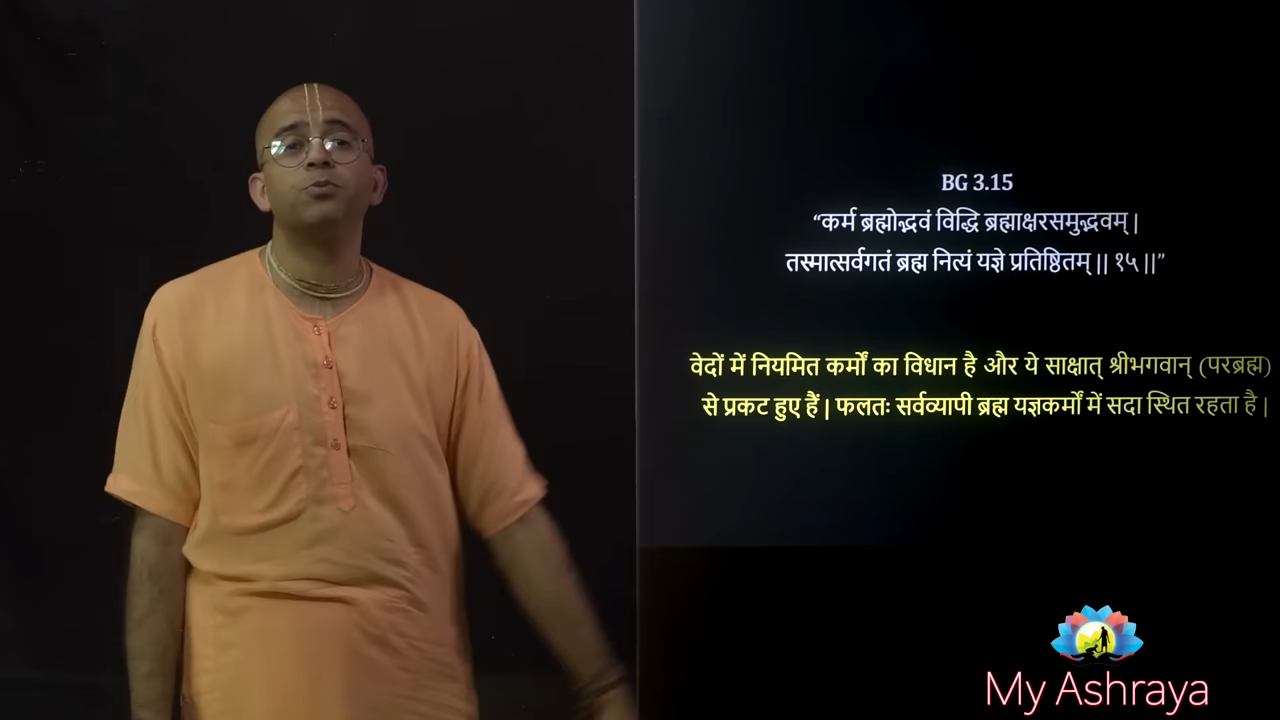 BG 3.15
“कर्म ब्रह्मोद्भवं विद्धि ब्रह्माक्षरसमुद्भवम् |
तस्मात्सर्वगतं ब्रह्म नित्यं यज्ञे प्रतिष्ठितम् || १५ ||”
वेदों में नियमित कर्मों का विधान है और ये साक्षात् श्रीभगवान् (परब्रह्म)
से प्रकट हुए हैं | फलतः सर्वव्यापी ब्रह्म यज्ञकर्मों में सदा स्थित रहता है |
My Ashraya